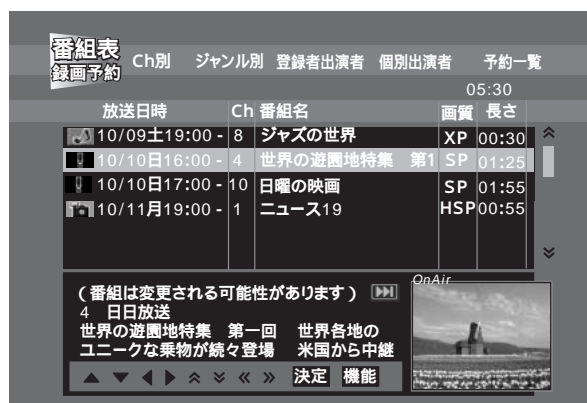 番組表
録画予約
Ch別 ジャンル別 登録者出演者 個別出演者 予約一覧
05:30
放送日時 Ch 番組名 画質 長さ
10/09土19:00 - 8 ジャズの世界 XP 00:30
10/10日16:00 - 4 世界の遊園地特集 第1 SP 01:25
10/10日17:00 - 10 日曜の映画 SP 01:55
10/11月19:00 - 1 ニュース19 HSP 00:55
OnAir
(番組は変更される可能性があります)
4 日日放送
世界の遊園地特集 第一回 世界各地の
ユニークな乗物が続々登場 米国から中継
決定 機能